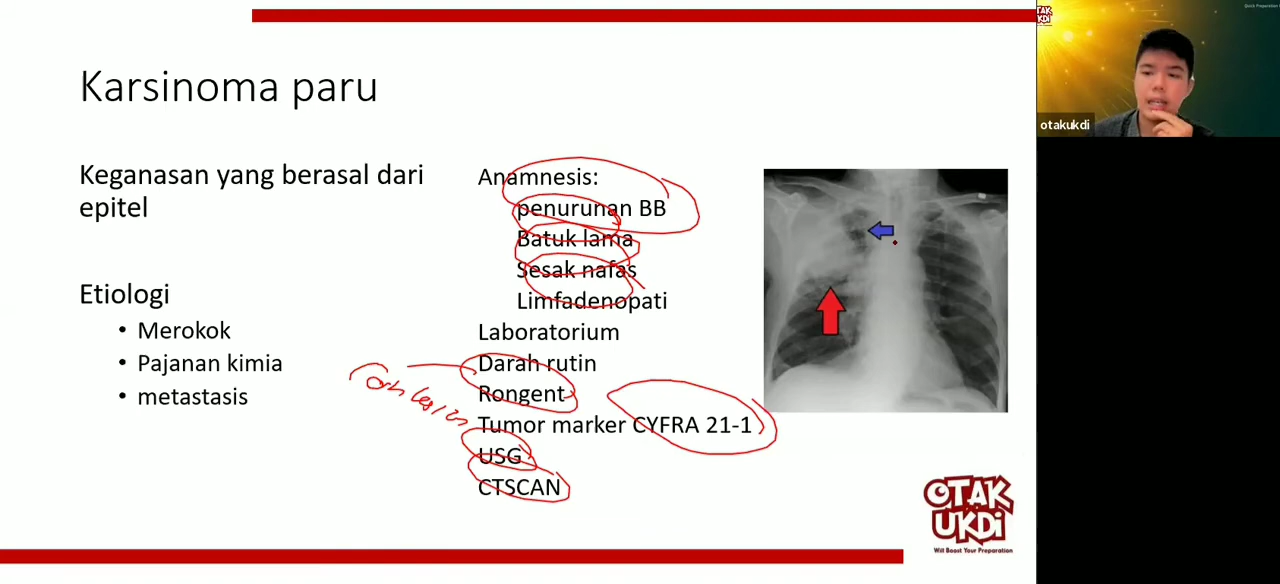 Karsinoma paru
Keganasan yang berasal dari
epitel
Etiologi
• Merokok
• Pajanan kimia
• metastasis
Anamnesis:
penurunan BB
Batuk lama
Sesak nafas
Limfadenopati
Laboratorium
Darah rutin
Rongent
Tumor marker CYFRA 21-1
USG
CTSCAN
OTAK
UKDi
Will Boost Your Preparation
OTAK
UKDi
otakukdi